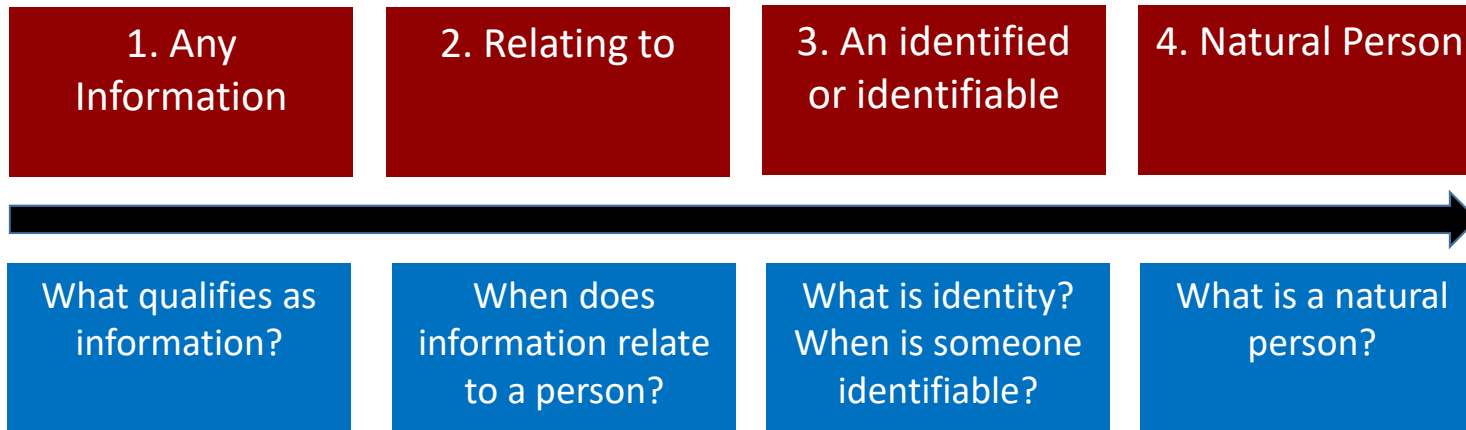 1. Any
Information
2. Relating to
3. An identified
or identifiable
4. Natural Person
What qualifies as
information?
When does
information relate
to a person?
What is identity?
When is someone
identifiable?
What is a natural
person?